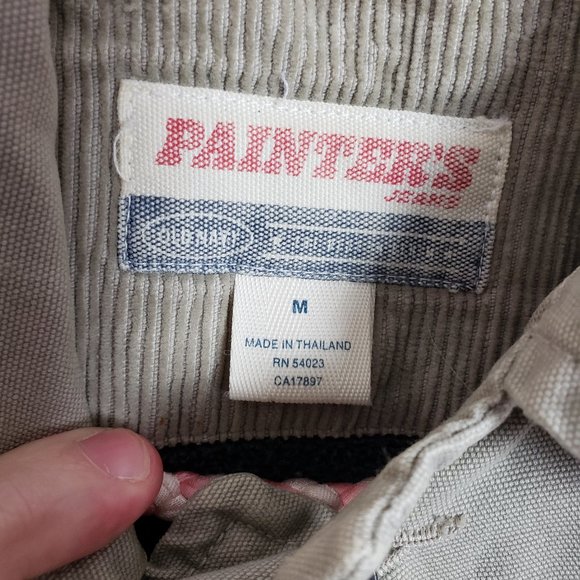 PAINTER'S
JEANS
OLD NAVY
M
MADE IN THAILAND
RN 54023
CA17897